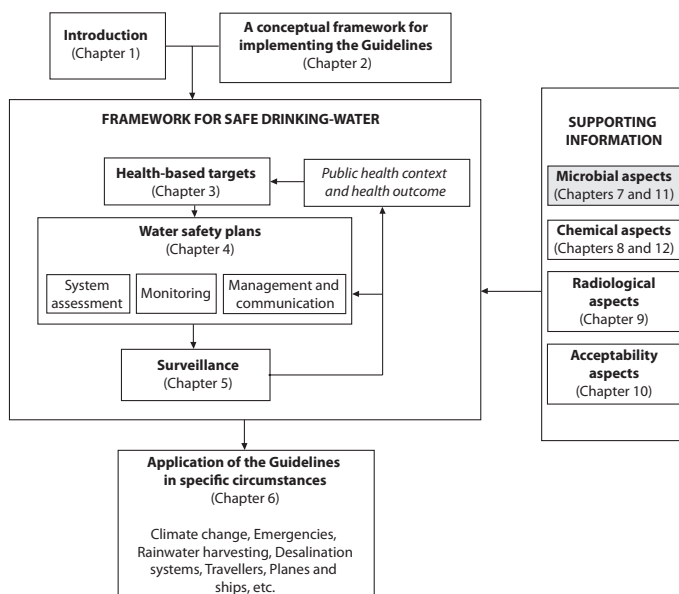 Introduction
(Chapter 1)
A conceptual framework for
implementing the Guidelines
(Chapter 2)
FRAMEWORK FOR SAFE DRINKING-WATER
Health-based targets
(Chapter 3)
Public health context
and health outcome
Water safety plans
(Chapter 4)
System
assessment
Monitoring
Management and
communication
Surveillance
(Chapter 5)
SUPPORTING
INFORMATION
Microbial aspects
(Chapters 7 and 11)
Chemical aspects
(Chapters 8 and 12)
Radiological
aspects
(Chapter 9)
Acceptability
aspects
(Chapter 10)
Application of the Guidelines
in specific circumstances
(Chapter 6)
Climate change, Emergencies,
Rainwater harvesting, Desalination
systems, Travellers, Planes and
ships, etc.